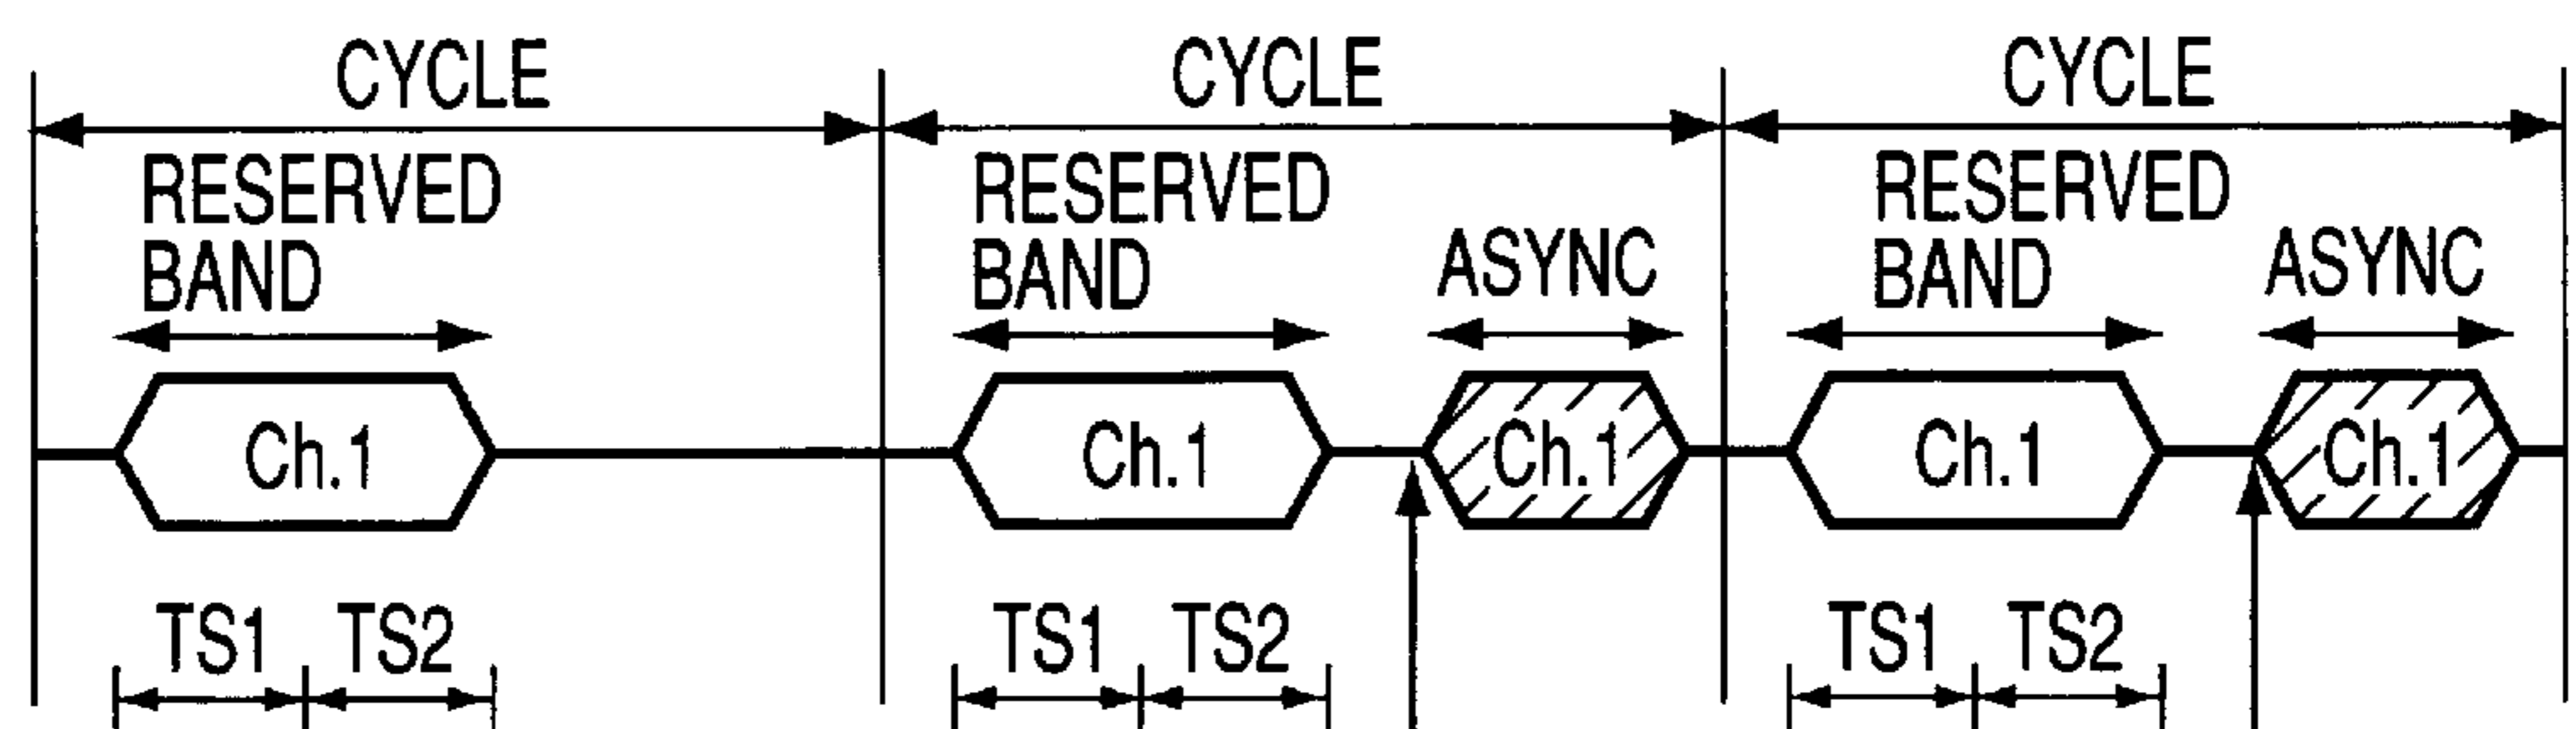 CYCLE CYCLE CYCLE
RESERVED BAND RESERVED BAND ASYNC RESERVED BAND ASYNC
Ch.1 Ch.1 Ch.1 Ch.1 Ch.1
TS1 TS2 TS1 TS2 TS1 TS2